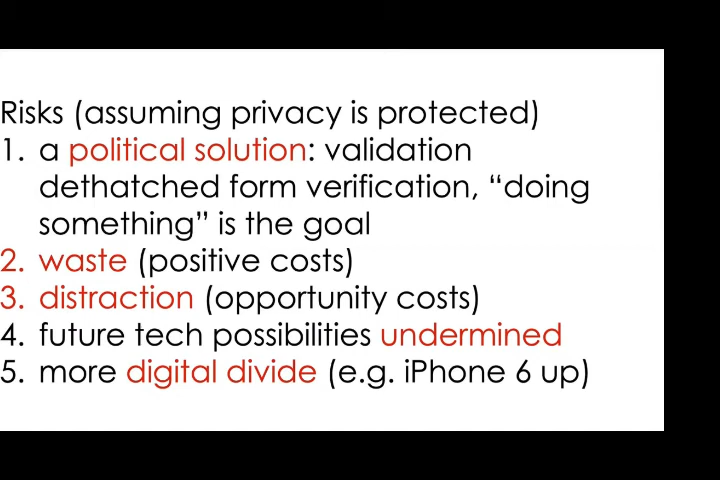 Risks (assuming privacy is protected)
1. a political solution: validation
dethatched form verification, “doing
something” is the goal
2. waste (positive costs)
3. distraction (opportunity costs)
4. future tech possibilities undermined
5. more digital divide (e.g. iPhone 6 up)